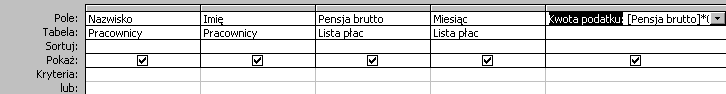 Pole: Nazwisko Imię Pensja brutto Miesiąc Kwota podatku: [Pensja brutto]*(
Tabela: Pracownicy Pracownicy Lista płac Lista płac
Sortuj:
Pokaż:
Kryteria:
lub: